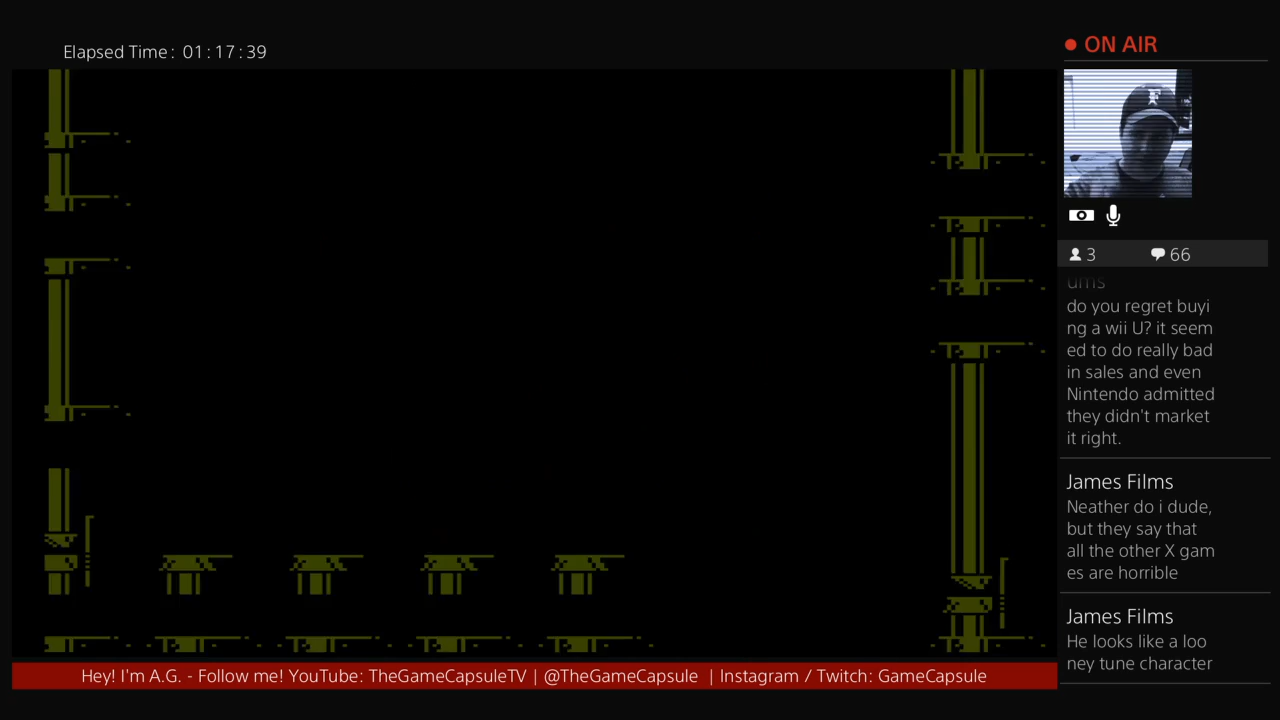 Elapsed Time: 01:17:39
ON AIR
3 66
ums
do you regret buyi
ng a wii U? it seem
ed to do really bad
in sales and even
Nintendo admitted
they didn't market
it right.
James Films
Neather do i dude,
but they say that
all the other X gam
es are horrible
James Films
He looks like a loo
ney tune character
Hey! I'm A.G. - Follow me! YouTube: TheGameCapsuleTV | @TheGameCapsule | Instagram / Twitch: GameCapsule